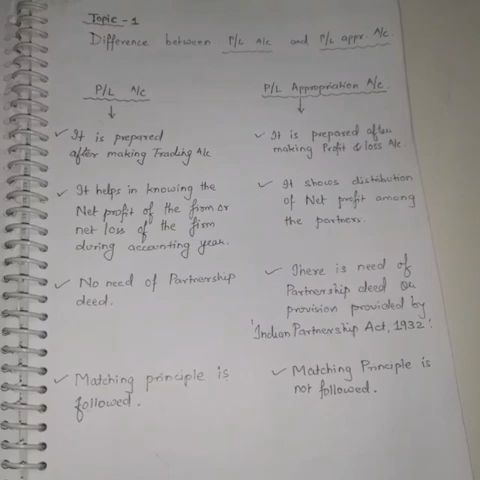 Topic - 1
Difference between P/L A/c and P/L appr. A/c.
P/L A/c
It is prepared
after making Trading A/c
It helps in knowing the
Net profit of the firm or
net loss of the firm
during accounting year.
No need of Partnership
deed.
Matching principle is
followed.
P/L Appropriation A/c.
It is prepared after
making Profit & loss A/c.
It shows distribution
of Net profit among
the partners.
There is need of
Partnership deed or
provision provided by
'Indian Partnership Act, 1932'.
Matching Principle is
not followed.